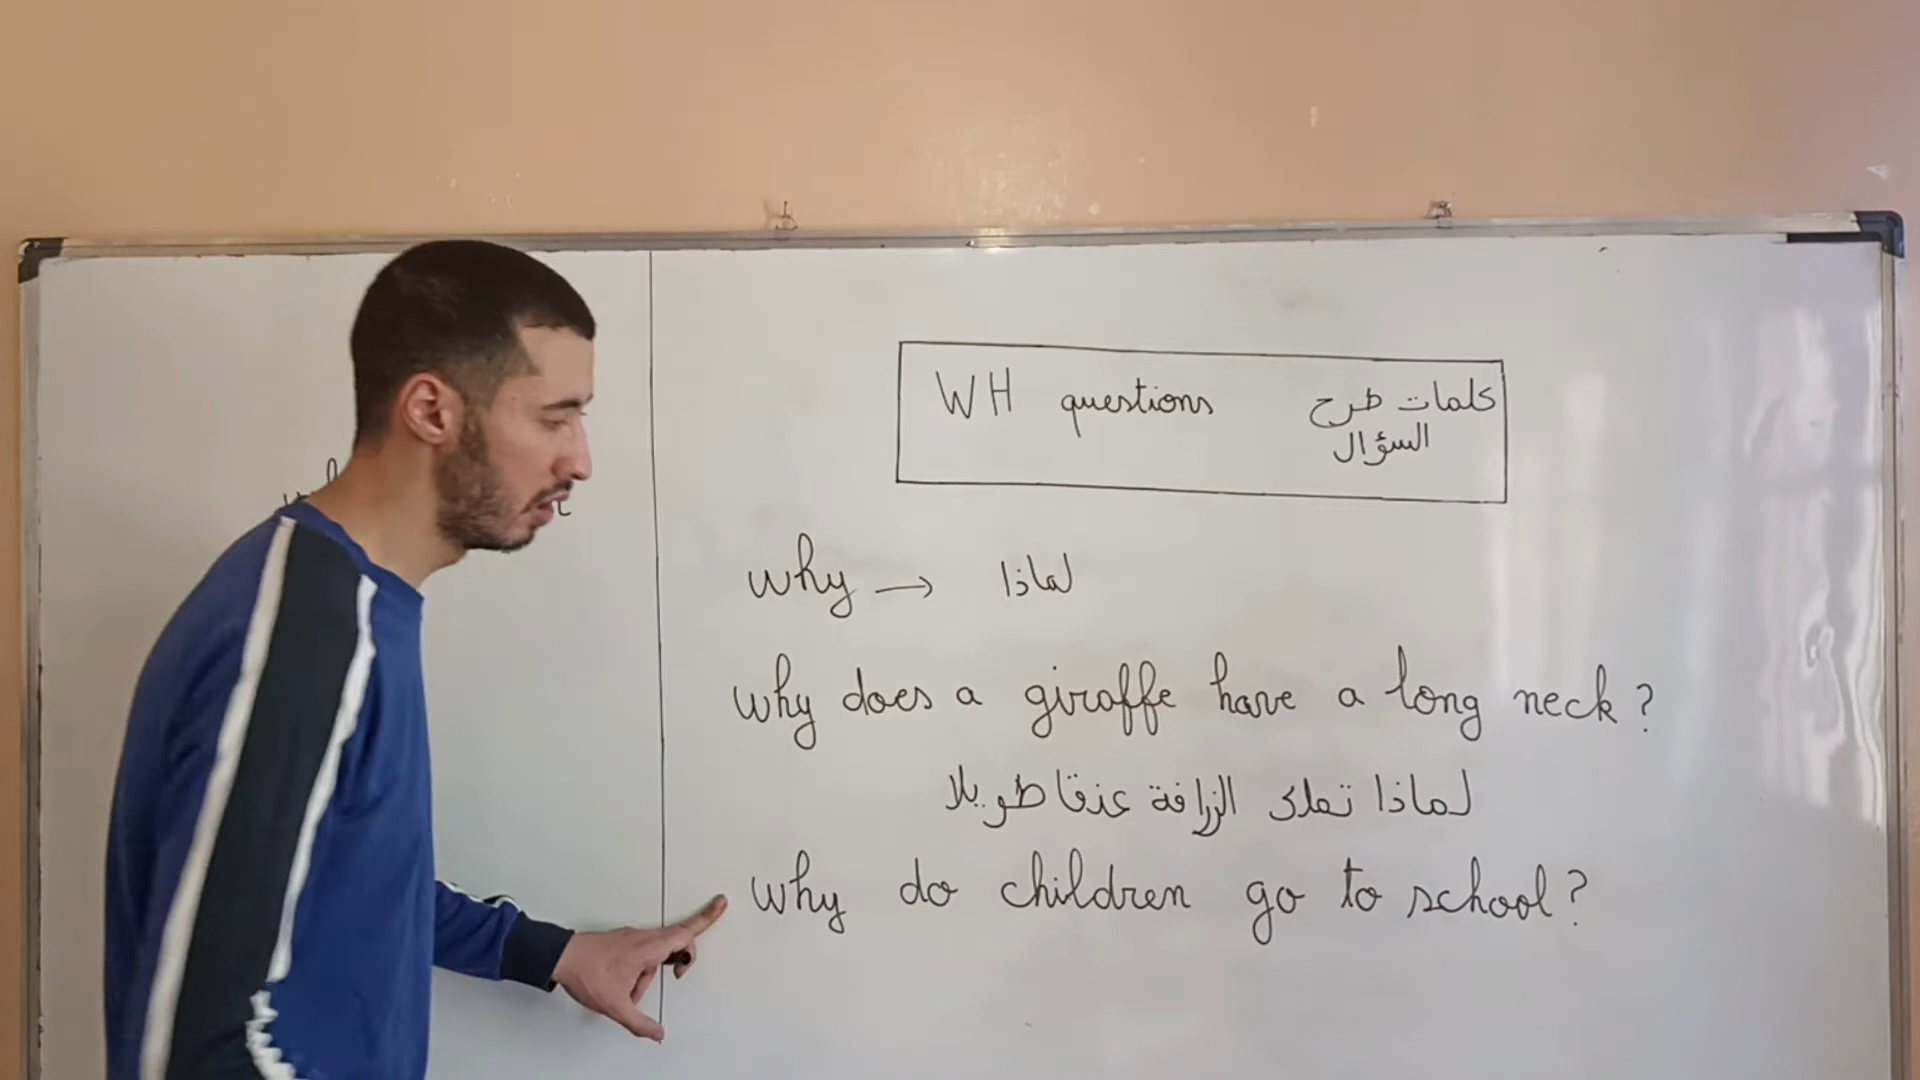 WH questions كلمات طرح
السؤال
why → لماذا
why does a giraffe have a long neck?
لماذا تملك الزرافة عنقا طويلا
why do children go to school?